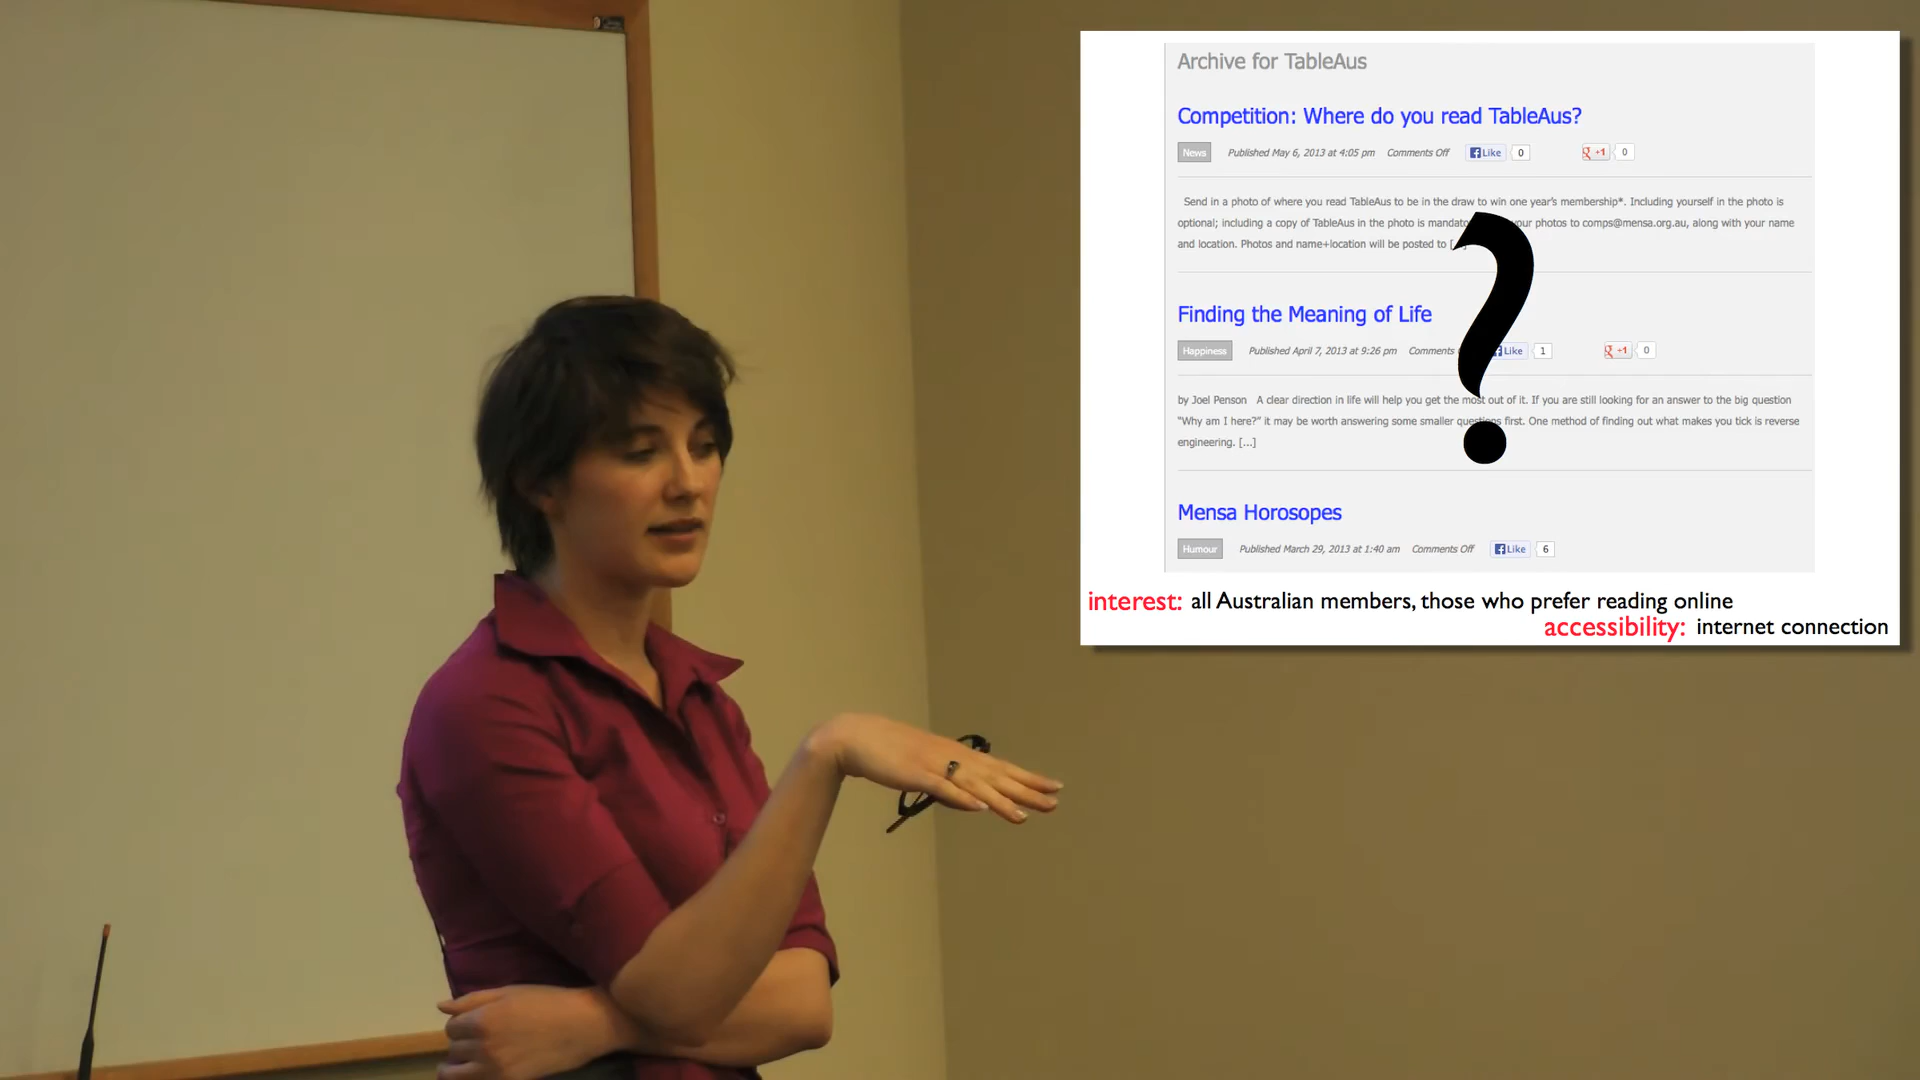 Archive for TableAus
Competition: Where do you read TableAus?
News Published May 6, 2013 at 4:05 pm Comments Off Like 0 +1 0
Send in a photo of where you read TableAus to be in the draw to win one year's membership*. Including yourself in the photo is
optional; including a copy of TableAus in the photo is your photos to comps@mensa.org.au, along with your name
and location. Photos and name+location will be posted to [...]
Finding the Meaning of Life
Happiness Published April 7, 2013 at 9:26 pm Comments Like 1 +1 0
by Joel Penson A clear direction in life will help you get the most out of it. If you are still looking for an answer to the big question
"Why am I here?" it may be worth answering some smaller questions first. One method of finding out what makes you tick is reverse
engineering. [...]
?
Mensa Horosopes
Humour Published March 29, 2013 at 1:40 am Comments Off Like 6
interest: all Australian members, those who prefer reading online
accessibility: internet connection